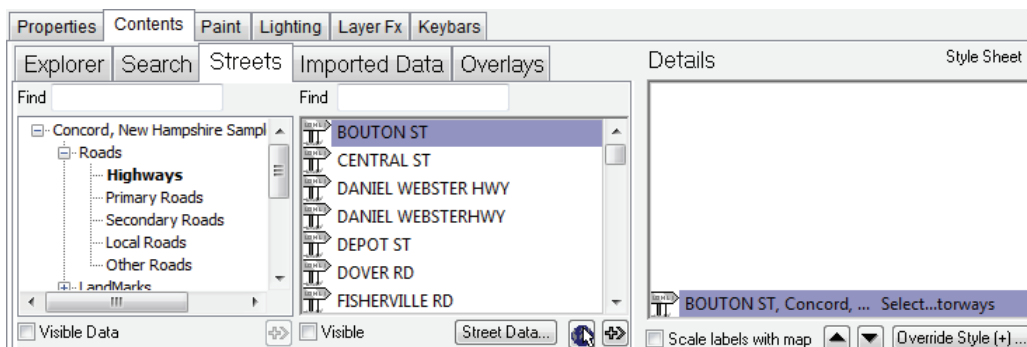 Properties Contents Paint Lighting Layer Fx Keybars
Explorer Search Streets Imported Data Overlays
Details Style Sheet
Find
Find
Concord, New Hampshire Sampl
Roads
Highways
Primary Roads
Secondary Roads
Local Roads
Other Roads
LandMarks
BOUTON ST
CENTRAL ST
DANIEL WEBSTER HWY
DANIEL WEBSTERHWY
DEPOT ST
DOVER RD
FISHERVILLE RD
BOUTON ST, Concord, ... Select...torways
Visible Data
Visible Street Data...
Scale labels with map Override Style (+) ...